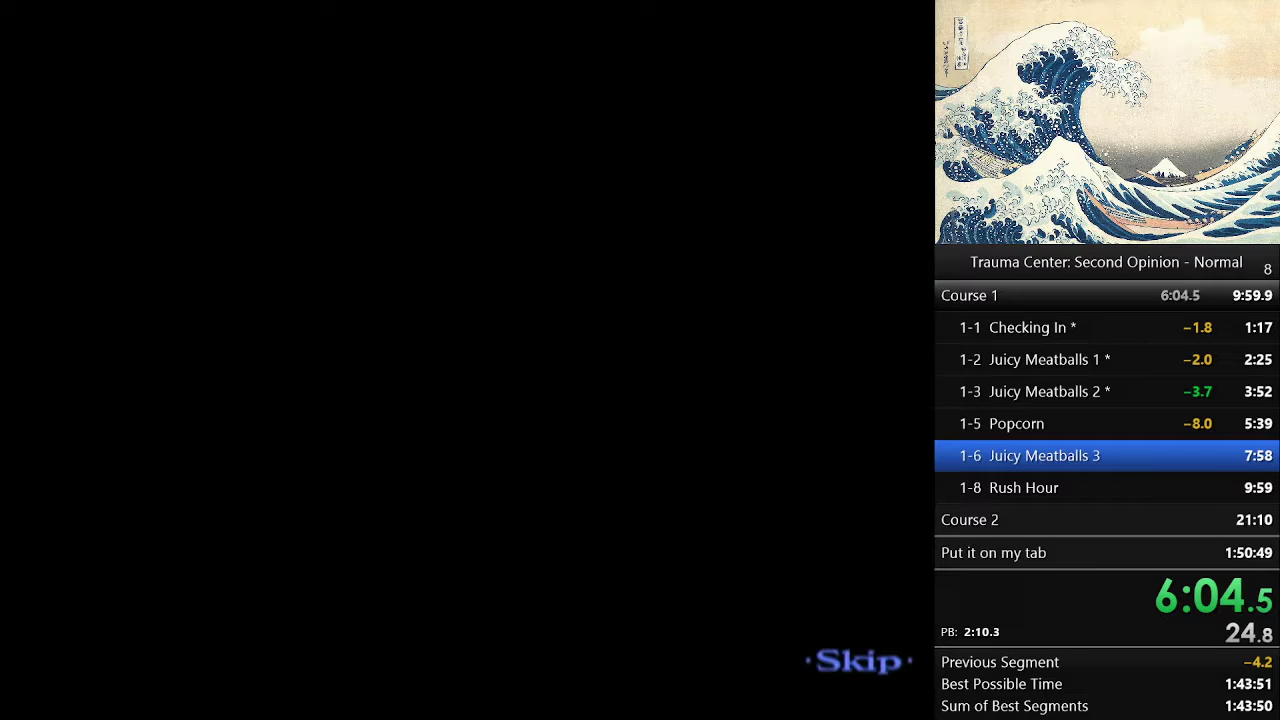 Trauma Center: Second Opinion - Normal
8
Course 1 6:04.5 9:59.9
1-1 Checking In * −1.8 1:17
1-2 Juicy Meatballs 1 * −2.0 2:25
1-3 Juicy Meatballs 2 * −3.7 3:52
1-5 Popcorn −8.0 5:39
1-6 Juicy Meatballs 3 7:58
1-8 Rush Hour 9:59
Course 2 21:10
Put it on my tab 1:50:49
6:04.5
PB: 2:10.3 24.8
·Skip·
Previous Segment −4.2
Best Possible Time 1:43:51
Sum of Best Segments 1:43:50